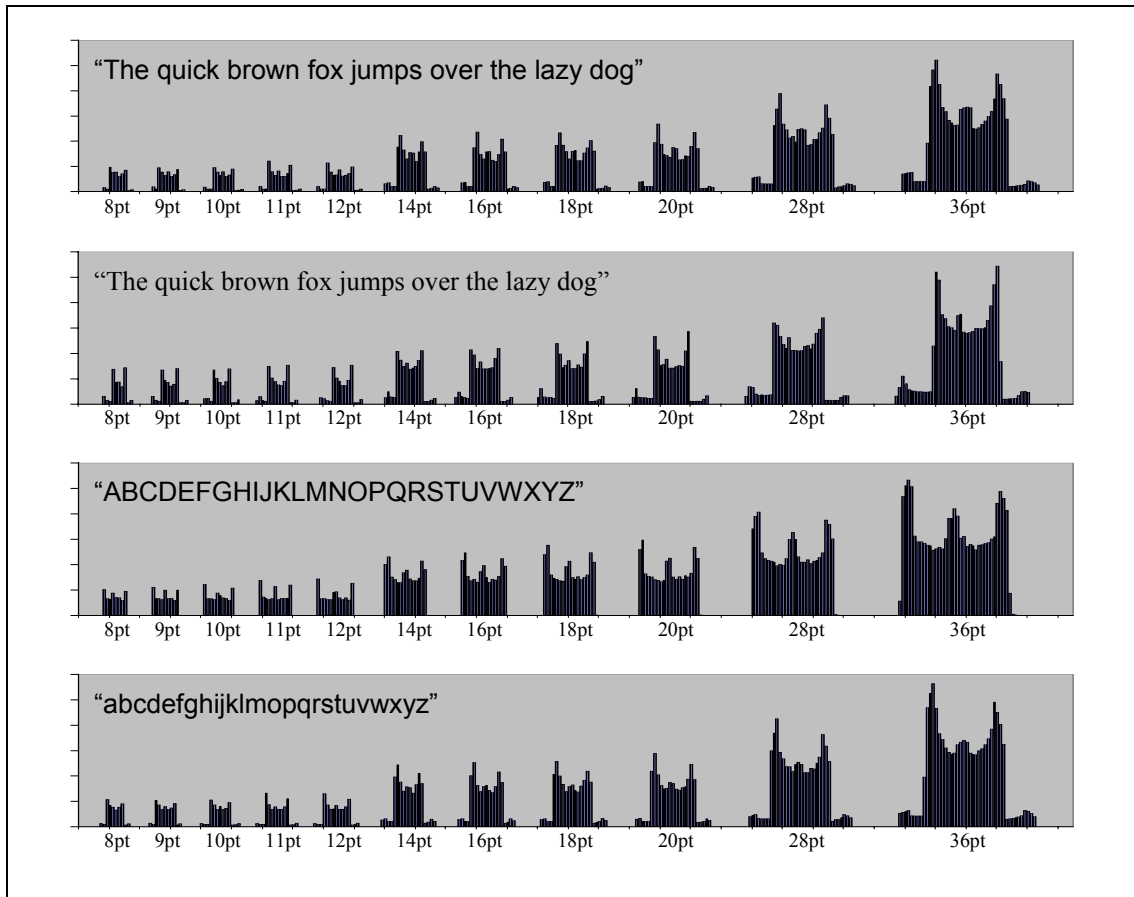 “The quick brown fox jumps over the lazy dog”
8pt 9pt 10pt 11pt 12pt 14pt 16pt 18pt 20pt 28pt 36pt
“The quick brown fox jumps over the lazy dog”
8pt 9pt 10pt 11pt 12pt 14pt 16pt 18pt 20pt 28pt 36pt
“ABCDEFGHIJKLMNOPQRSTUVWXYZ”
8pt 9pt 10pt 11pt 12pt 14pt 16pt 18pt 20pt 28pt 36pt
“abcdefghijklmopqrstuvwxyz”
8pt 9pt 10pt 11pt 12pt 14pt 16pt 18pt 20pt 28pt 36pt